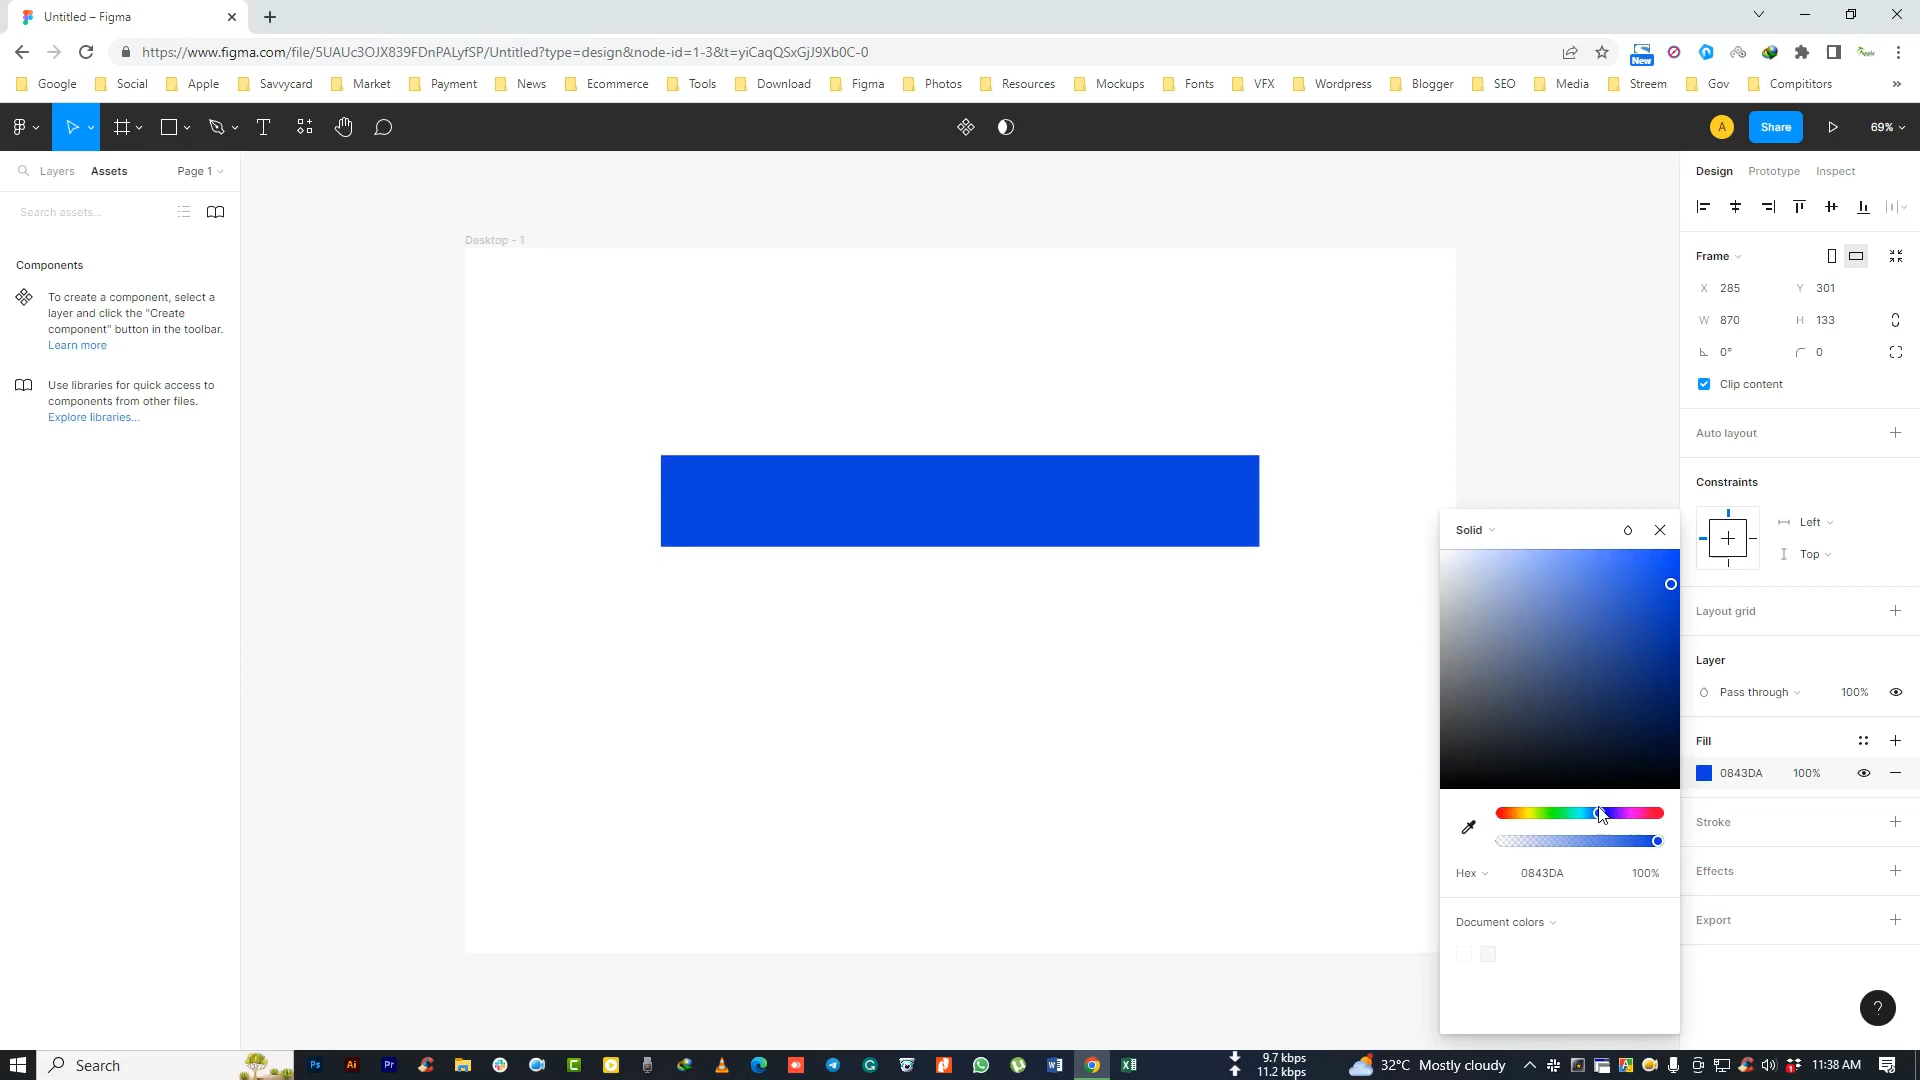 Untitled – Figma
https://www.figma.com/file/5UAUc3OJX839FDnPALyfSP/Untitled?type=design&node-id=1-3&t=yiCaqQSxGjJ9Xb0C-0
New
Google Social Apple Savvycard Market Payment News Ecommerce Tools Download Figma Photos Resources Mockups Fonts VFX Wordpress Blogger SEO Media Streem Gov Compititors »
A Share 69%
Layers Assets Page 1
Search assets...
Components
To create a component, select a
layer and click the "Create
component" button in the toolbar.
Learn more
Use libraries for quick access to
components from other files.
Explore libraries...
Desktop - 1
Design Prototype Inspect
Frame
X 285 Y 301
W 870 H 133
0° 0
Clip content
Auto layout
Constraints
Left
Top
Layout grid
Layer
Pass through 100%
Fill
0843DA 100%
Stroke
Effects
Export
Solid
Hex 0843DA 100%
Document colors
?
Search
Ps Ai Pr
9.7 kbps
11.2 kbps
32°C Mostly cloudy
11:38 AM